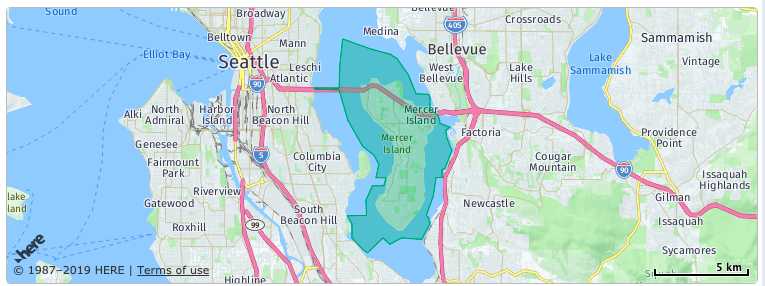 Sound
Broadway
405
Crossroads
Medina
Belltown
Mann
Elliot Bay
Bellevue
Sammamish
Seattle
Leschi
Atlantic
West
Bellevue
Lake
Hills
Lake
Sammamish
Vintage
90
Alki
North
Admiral
Harbor
Island
North
Beacon Hill
Mercer
Island
Factoria
Providence
Point
Genesee
Mercer
Island
5
Columbia
City
Fairmount
Park
Cougar
Mountain
90
Issaquah
Highlands
Riverview
lake
land
Gatewood
South
Beacon Hill
Newcastle
Gilman
99
Roxhill
Issaquah
here
Sycamores
© 1987–2019 HERE | Terms of use
Highline
5 km